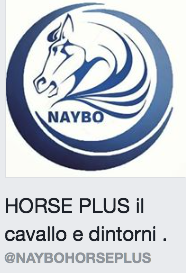 NAYBO
HORSE PLUS il
cavallo e dintorni .
@NAYBOHORSEPLUS